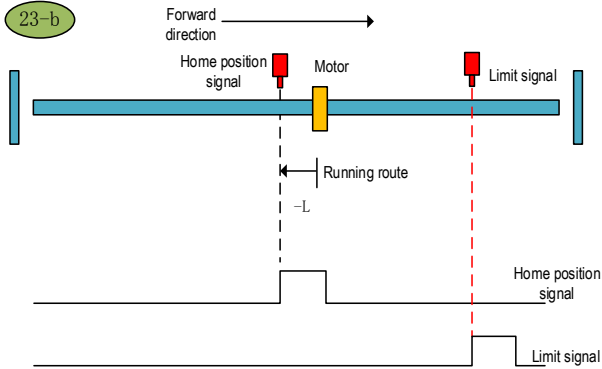 23-b
Forward
direction
Home position
signal
Motor
Limit signal
Running route
-L
Home position
signal
Limit signal